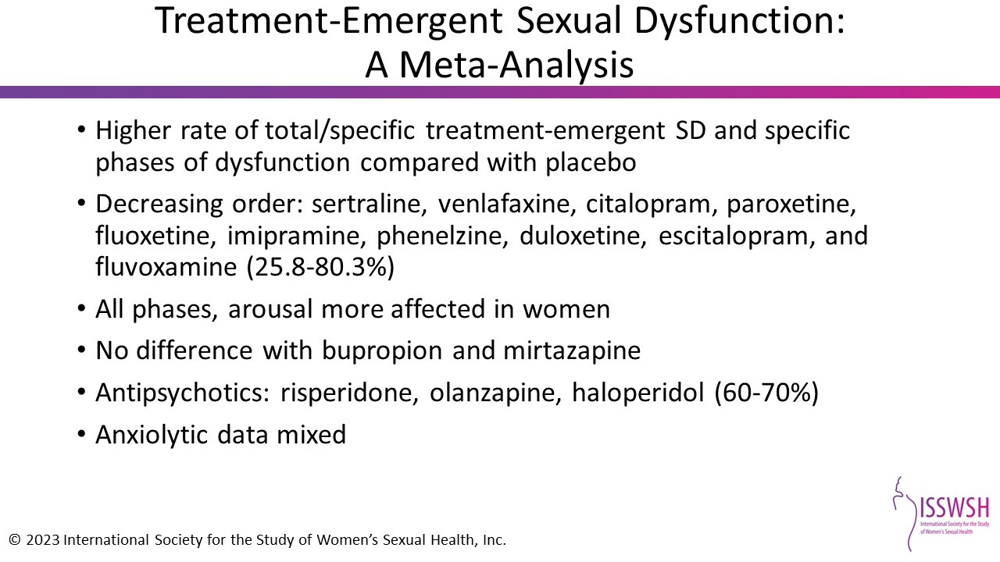 Treatment-Emergent Sexual Dysfunction:
A Meta-Analysis
• Higher rate of total/specific treatment-emergent SD and specific
phases of dysfunction compared with placebo
• Decreasing order: sertraline, venlafaxine, citalopram, paroxetine,
fluoxetine, imipramine, phenelzine, duloxetine, escitalopram, and
fluvoxamine (25.8-80.3%)
• All phases, arousal more affected in women
• No difference with bupropion and mirtazapine
• Antipsychotics: risperidone, olanzapine, haloperidol (60-70%)
• Anxiolytic data mixed
ISSWSH
International Society for the Study
of Women's Sexual Health
© 2023 International Society for the Study of Women’s Sexual Health, Inc.